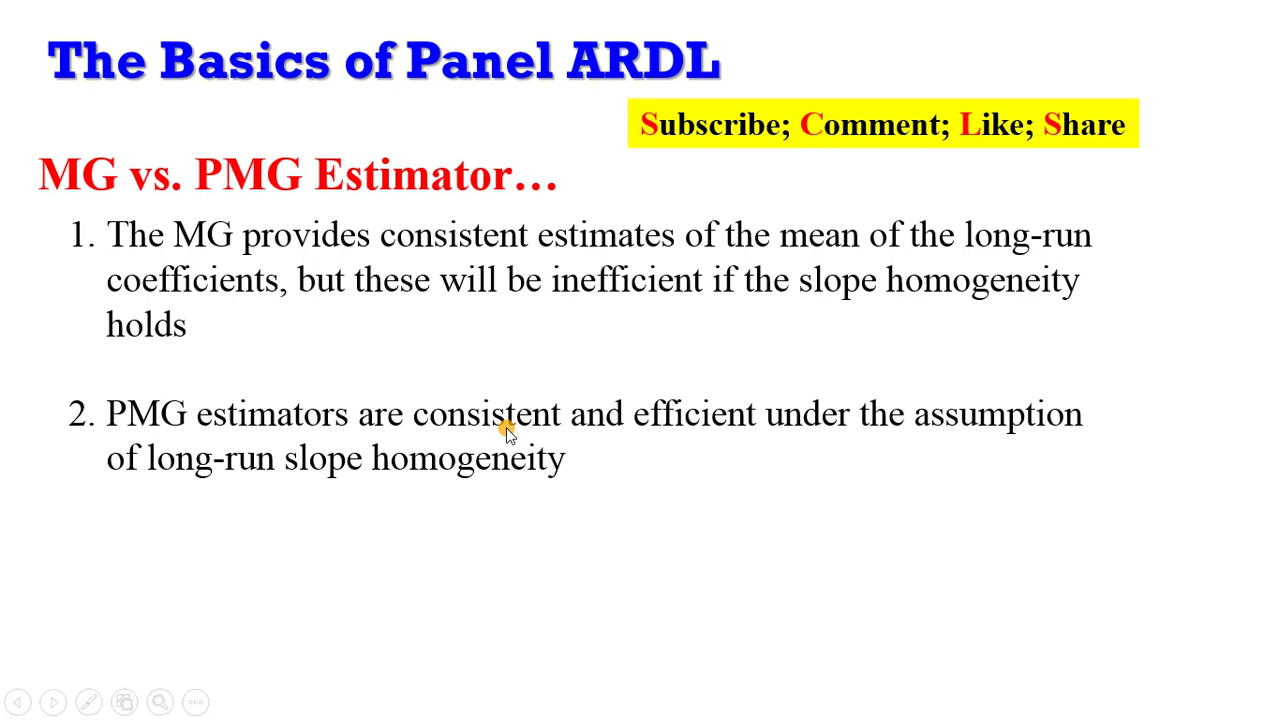 The Basics of Panel ARDL
Subscribe; Comment; Like; Share
MG vs. PMG Estimator…
1. The MG provides consistent estimates of the mean of the long-run
coefficients, but these will be inefficient if the slope homogeneity
holds
2. PMG estimators are consistent and efficient under the assumption
of long-run slope homogeneity